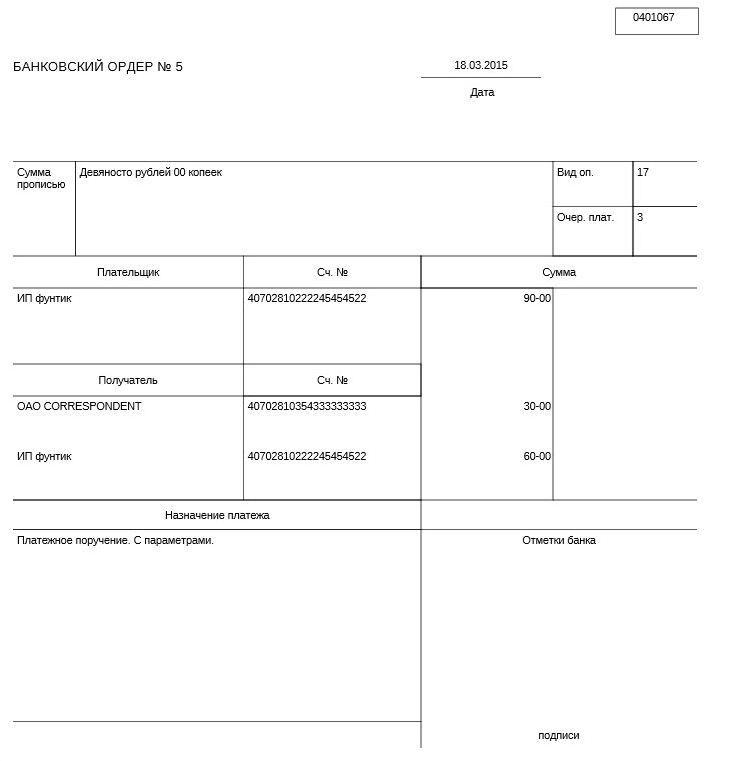 0401067
БАНКОВСКИЙ ОРДЕР № 5
18.03.2015
Дата
Сумма прописью
Девяносто рублей 00 копеек
Вид оп.
17
Очер. плат.
3
Плательщик
Сч. №
Сумма
ИП фунтик
40702810222245454522
90-00
Получатель
Сч. №
ОАО CORRESPONDENT
40702810354333333333
30-00
ИП фунтик
40702810222245454522
60-00
Назначение платежа
Платежное поручение. С параметрами.
Отметки банка
подписи